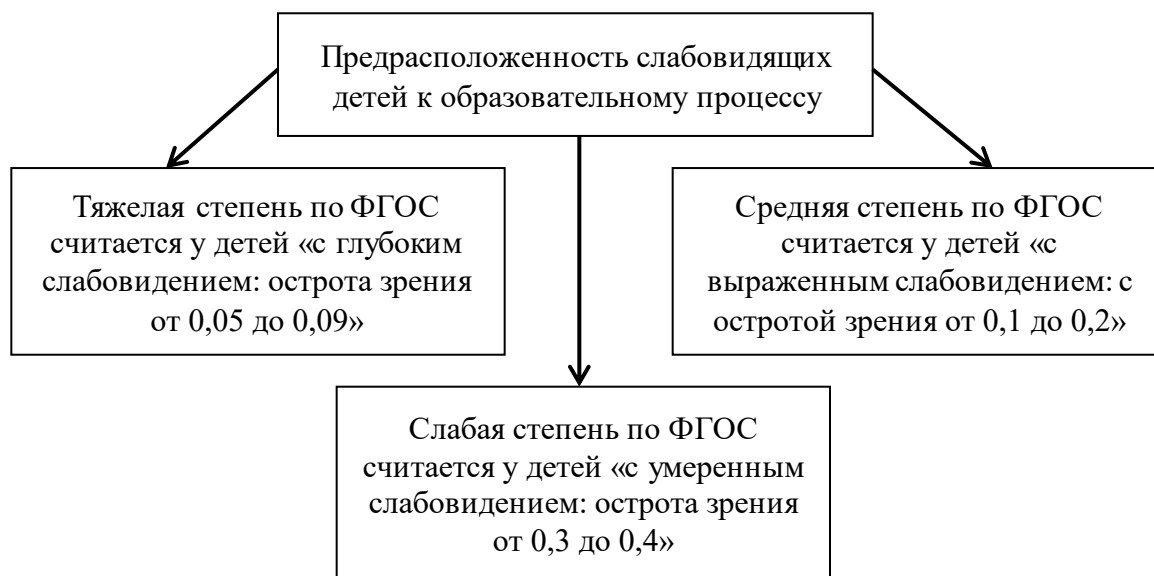 Предрасположенность слабовидящих
детей к образовательному процессу
Тяжелая степень по ФГОС
считается у детей «с глубоким
слабовидением: острота зрения
от 0,05 до 0,09»
Средняя степень по ФГОС
считается у детей «с
выраженным слабовидением: с
остротой зрения от 0,1 до 0,2»
Слабая степень по ФГОС
считается у детей «с умеренным
слабовидением: острота зрения
от 0,3 до 0,4»